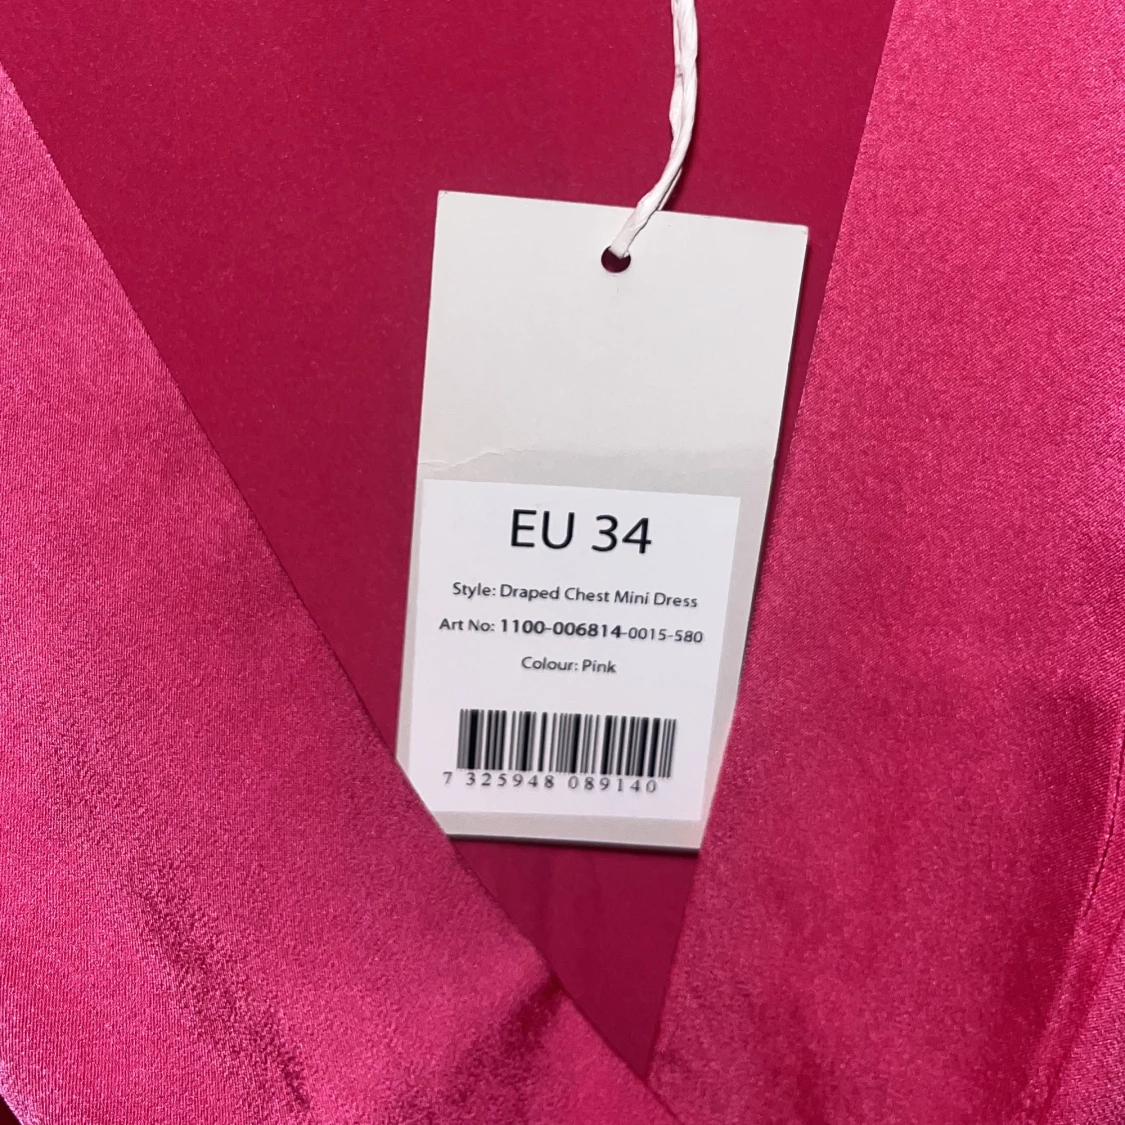 EU 34
Style: Draped Chest Mini Dress
Art No: 1100-006814-0015-580
Colour: Pink
7 325948 089140